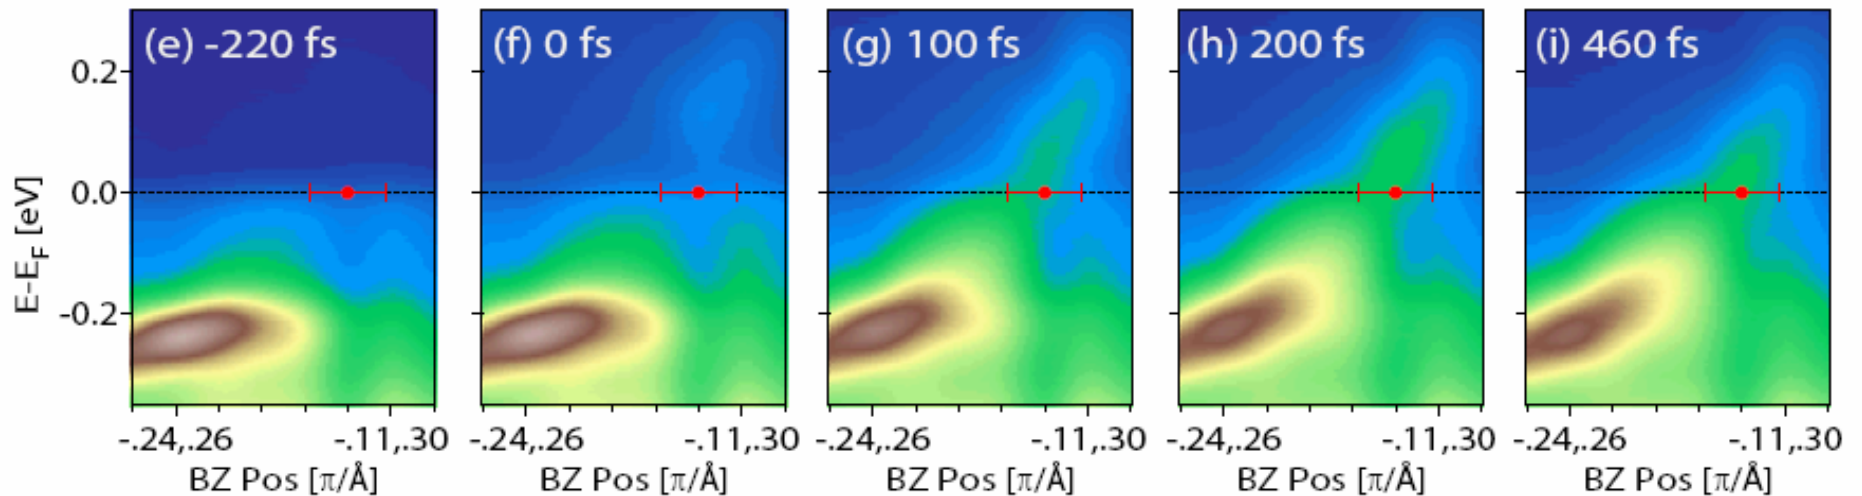 (e) -220 fs
(f) 0 fs
(g) 100 fs
(h) 200 fs
(i) 460 fs
0.2
0.0
-0.2
E-E_F [eV]
-.24,.26 -.11,.30
-.24,.26 -.11,.30
-.24,.26 -.11,.30
-.24,.26 -.11,.30
-.24,.26 -.11,.30
BZ Pos [π/Å]
BZ Pos [π/Å]
BZ Pos [π/Å]
BZ Pos [π/Å]
BZ Pos [π/Å]